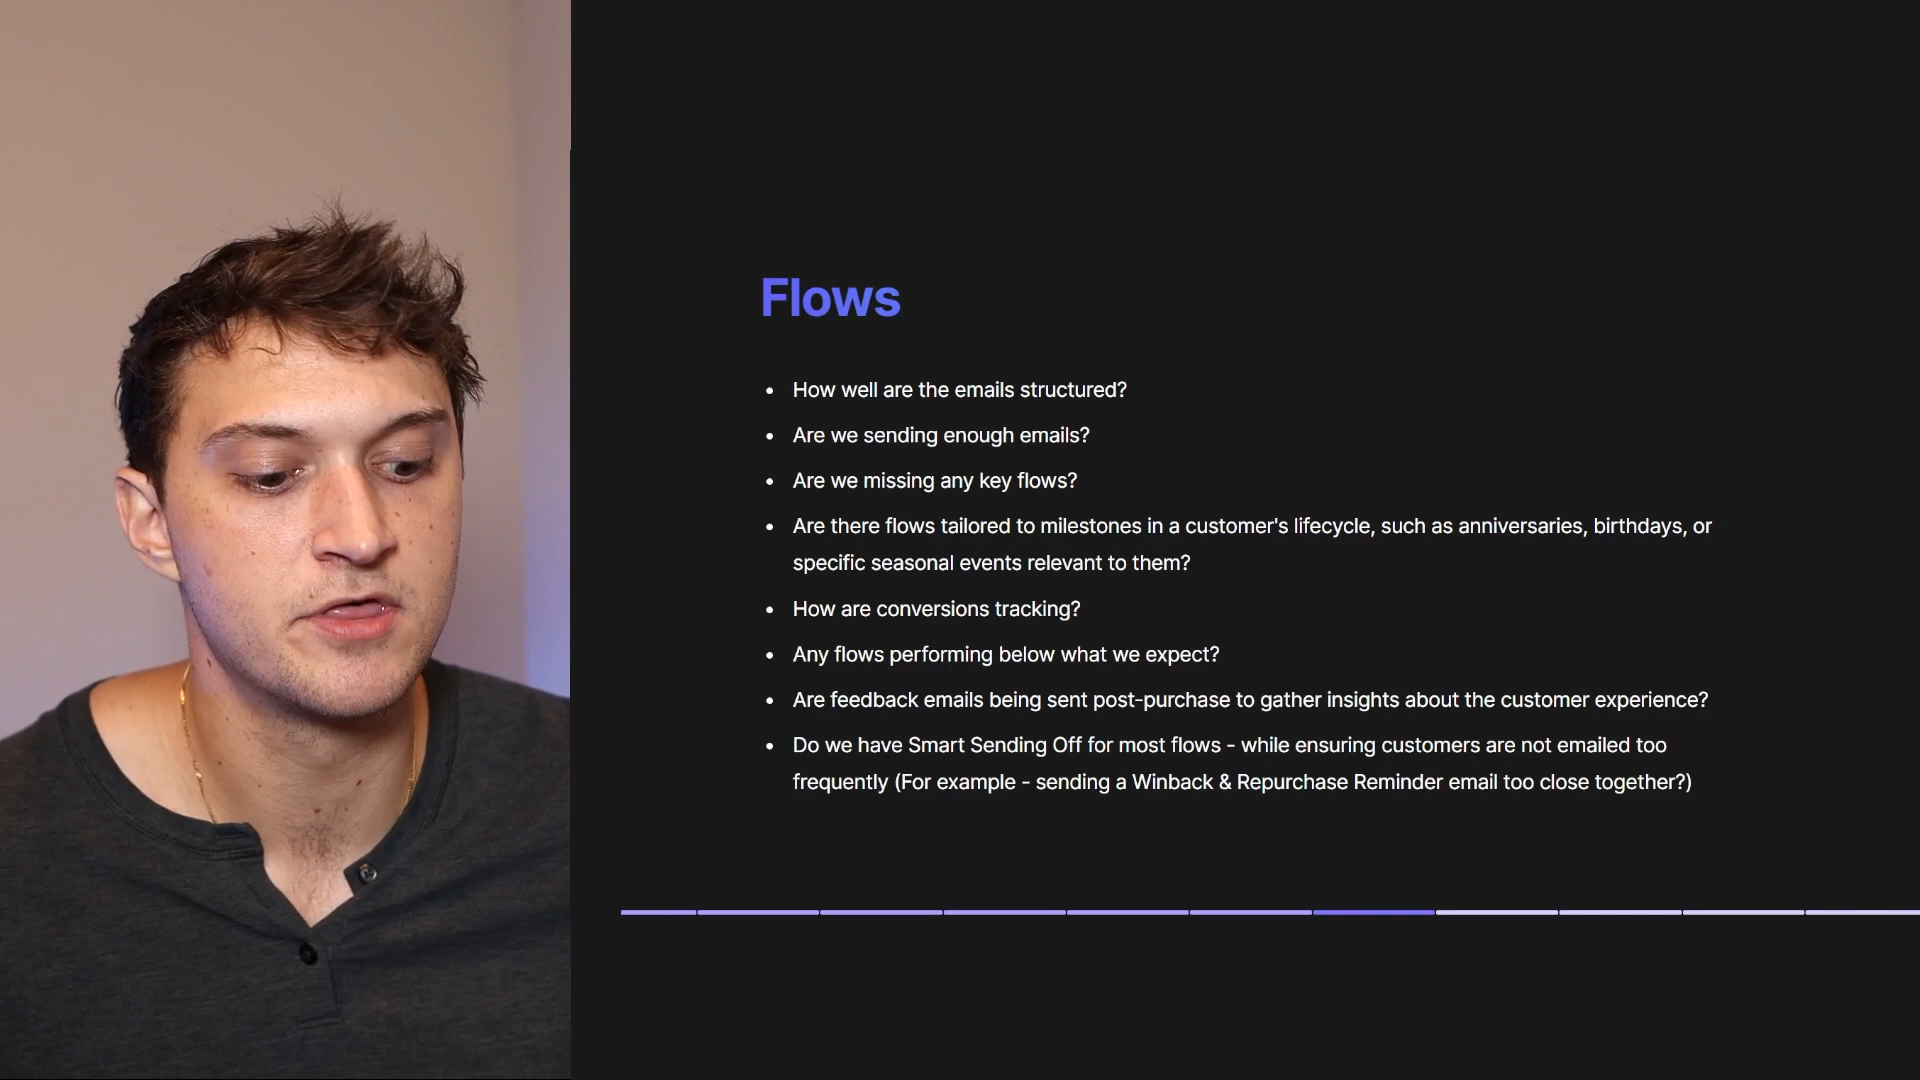 Flows
• How well are the emails structured?
• Are we sending enough emails?
• Are we missing any key flows?
• Are there flows tailored to milestones in a customer's lifecycle, such as anniversaries, birthdays, or
specific seasonal events relevant to them?
• How are conversions tracking?
• Any flows performing below what we expect?
• Are feedback emails being sent post-purchase to gather insights about the customer experience?
• Do we have Smart Sending Off for most flows - while ensuring customers are not emailed too
frequently (For example - sending a Winback & Repurchase Reminder email too close together?)